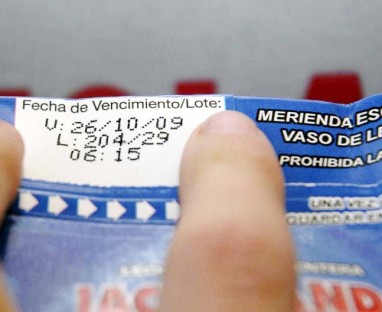 Fecha de Vencimiento/Lote:
V: 26/10/09
L: 204/29
06:15
MERIENDA ESC
VASO DE LE
PROHIBIDA LA
UNA VEZ
GUARDAR EN